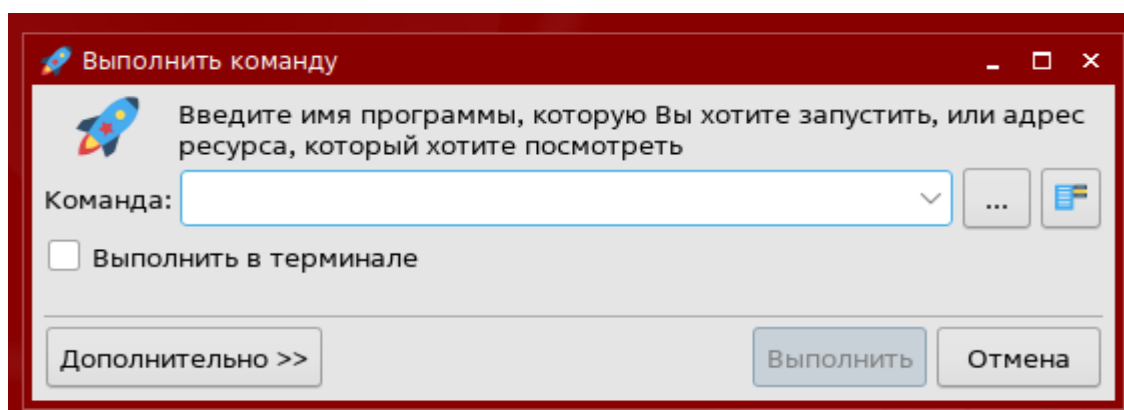 Выполнить команду
Введите имя программы, которую Вы хотите запустить, или адрес
ресурса, который хотите посмотреть
Команда:
...
Выполнить в терминале
Дополнительно >>
Выполнить
Отмена